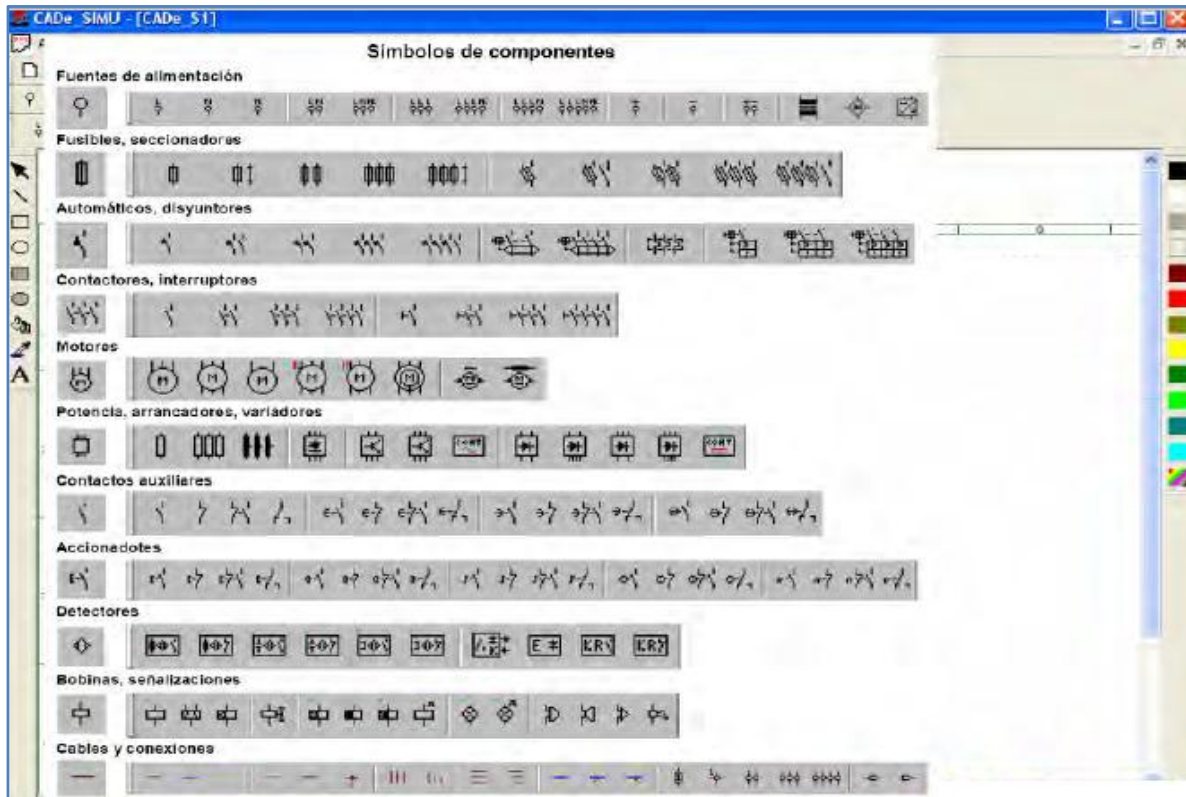 CADe_SIMU - [CADe_S1]
Símbolos de componentes
Fuentes de alimentación
Fusibles, seccionadores
Automáticos, disyuntores
Contactores, interruptores
Motores
Potencia, arrancadores, variadores
Contactos auxiliares
Accionadotes
Detectores
Bobinas, señalizaciones
Cables y conexiones